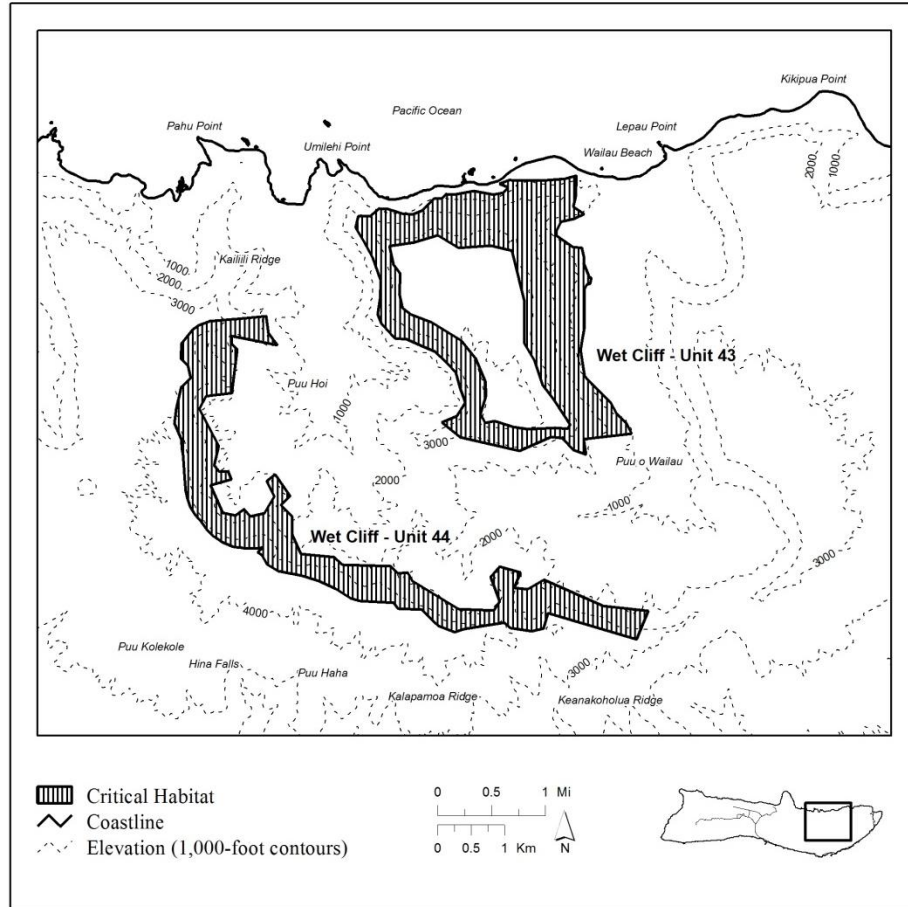 Kikipua Point
Pacific Ocean
Pahu Point
Lepau Point
Umilehi Point
Wailau Beach
2000
1000
Kailiili Ridge
1000
2000
3000
Wet Cliff - Unit 43
Puu Hoi
1000
3000
Puu o Wailau
2000
1000
Wet Cliff - Unit 44
2000
3000
4000
Puu Kolekole
Hina Falls
3000
Puu Haha
Kalapamoa Ridge
Keanakoholua Ridge
Critical Habitat
Coastline
Elevation (1,000-foot contours)
0 0.5 1 Mi
0 0.5 1 Km
N